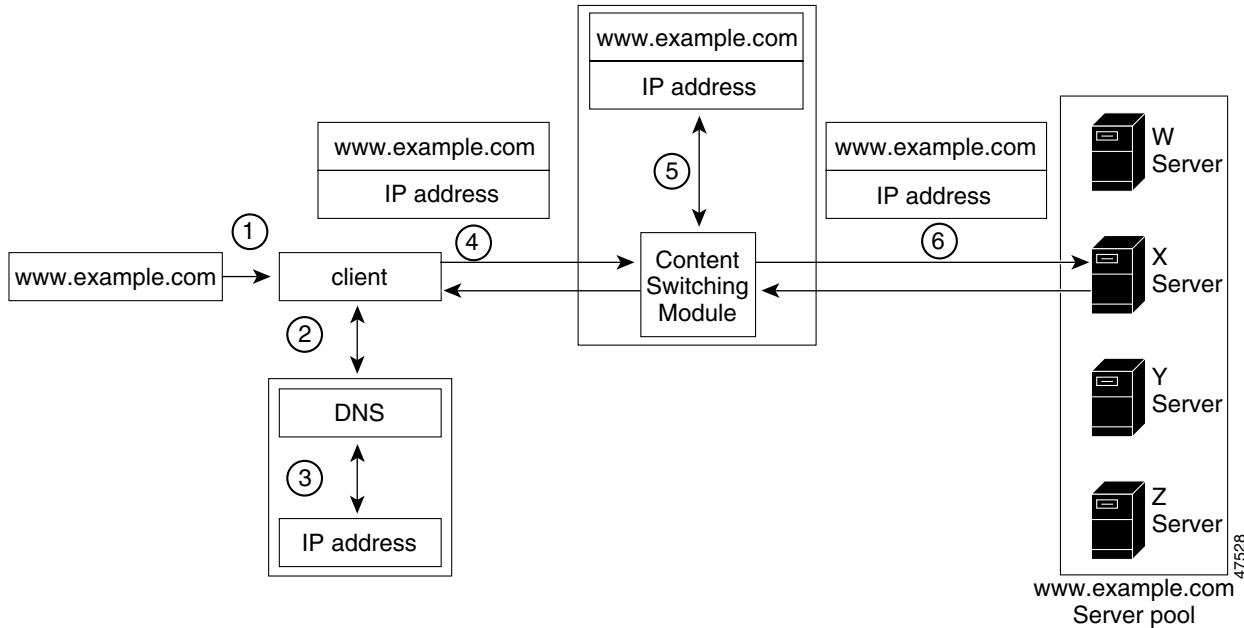 www.example.com
IP address
www.example.com
IP address
www.example.com
IP address
5
1
4
6
www.example.com
client
Content
Switching
Module
2
DNS
3
IP address
W
Server
X
Server
Y
Server
Z
Server
47528
www.example.com
Server pool